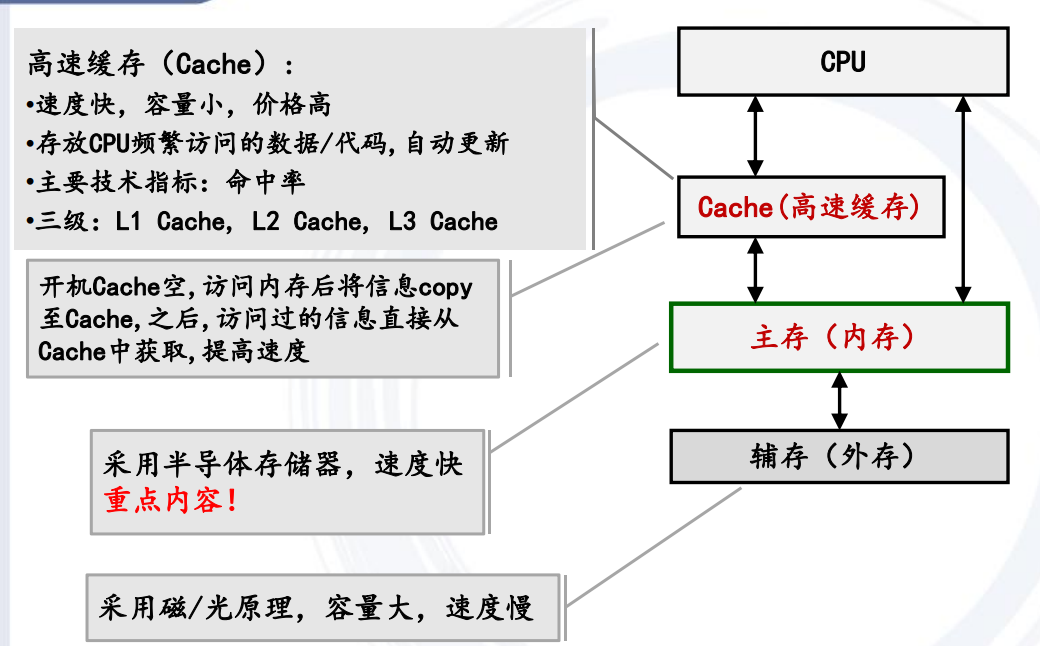 高速缓存（Cache）:
•速度快, 容量小, 价格高
•存放CPU频繁访问的数据/代码,自动更新
•主要技术指标: 命中率
•三级: L1 Cache, L2 Cache, L3 Cache
开机Cache空,访问内存后将信息copy
至Cache,之后,访问过的信息直接从
Cache中获取,提高速度
采用半导体存储器, 速度快
重点内容!
采用磁/光原理, 容量大, 速度慢
CPU
Cache(高速缓存)
主存（内存）
辅存（外存）